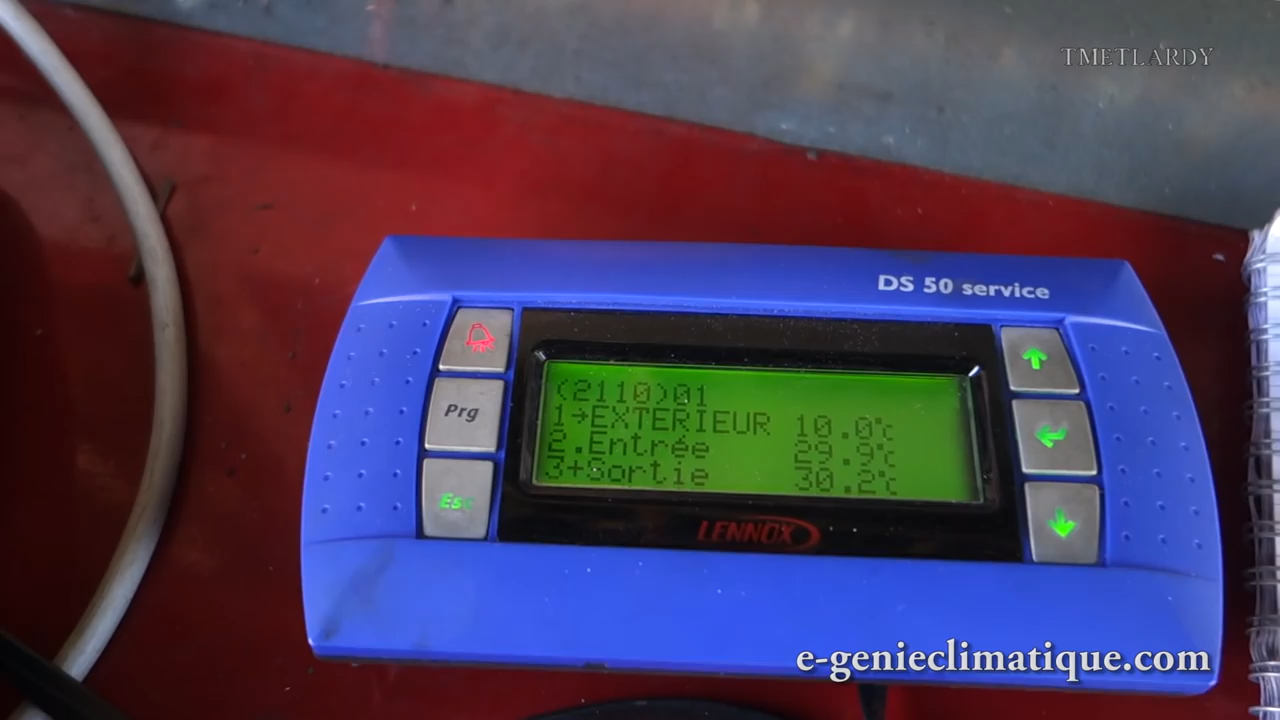 TMETLARDY
DS 50 service
Prg
Esc
(2110)01
1→EXTERIEUR 10.0℃
2.Entrée 29.9℃
3+Sortie 30.2℃
LENNOX
e-genieclimatique.com